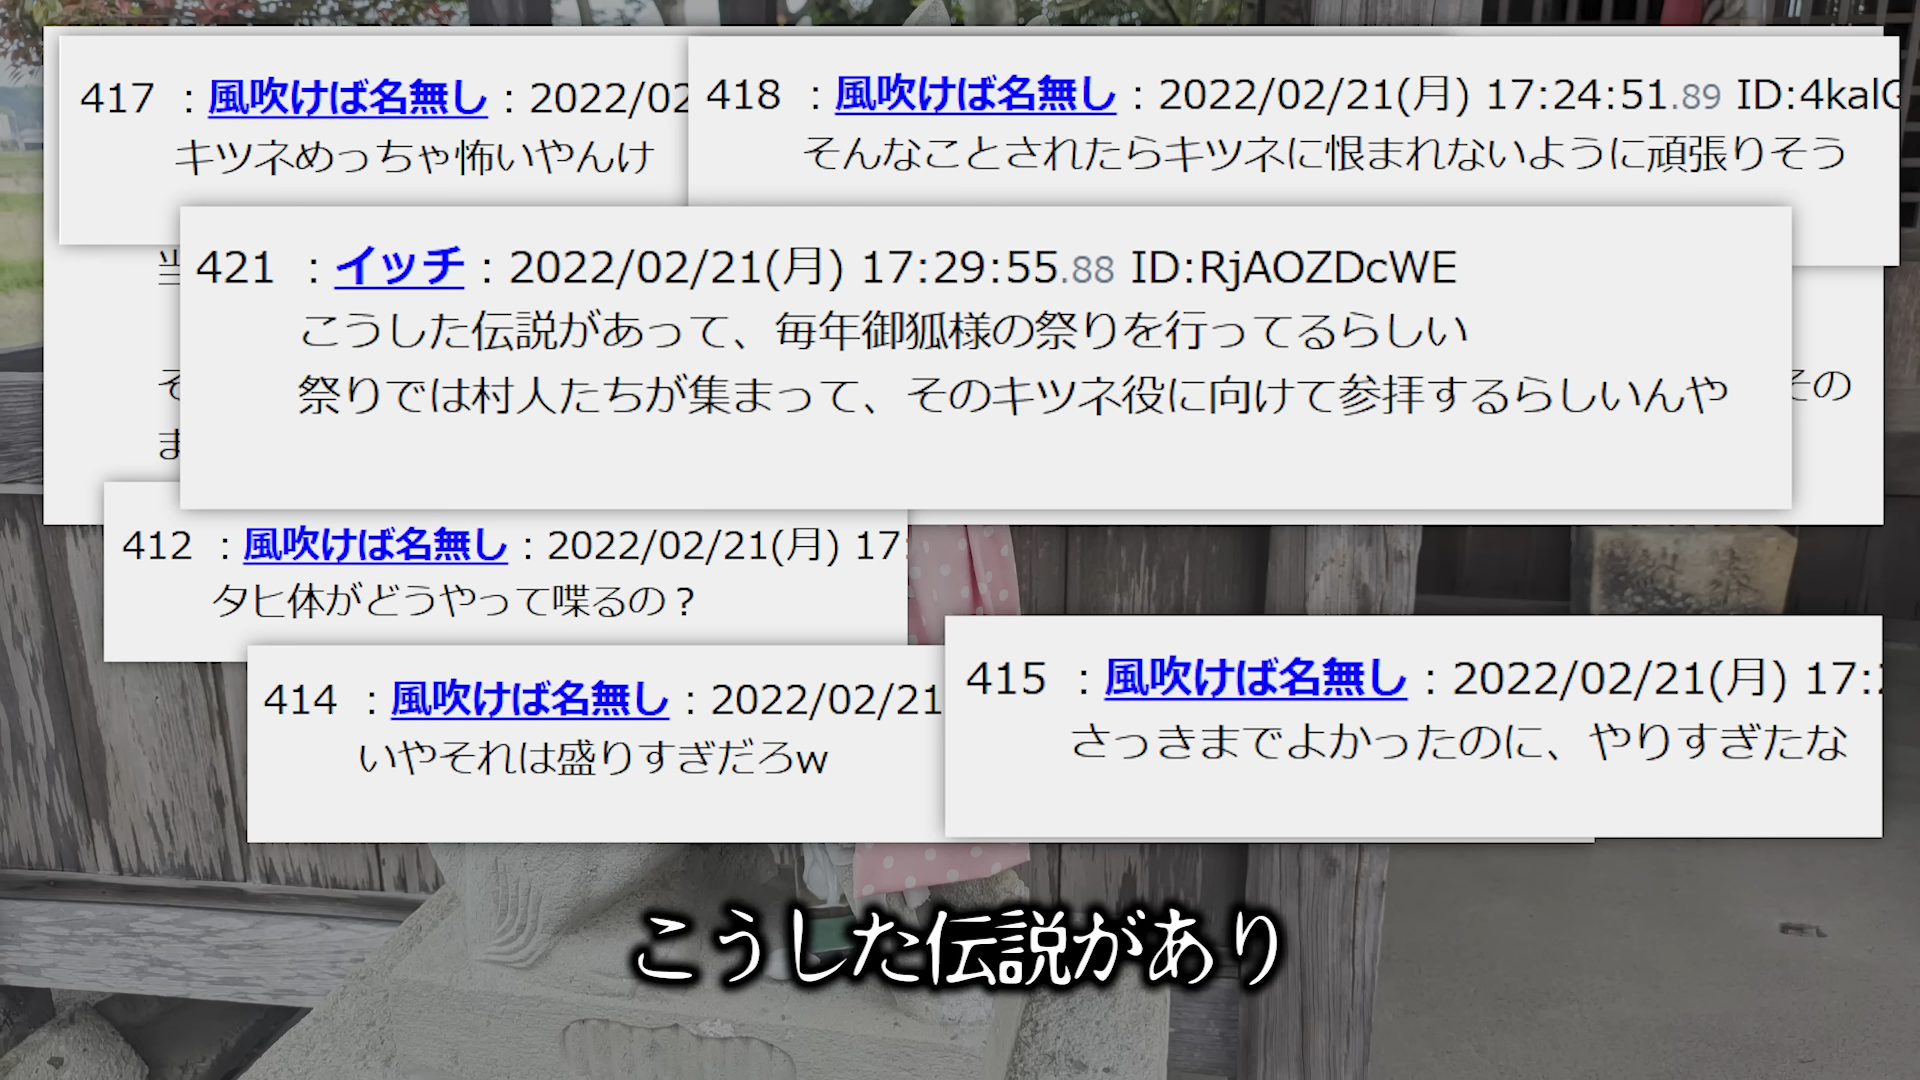 417 ：風吹けば名無し：2022/02
キツネめっちゃ怖いやんけ
418 ：風吹けば名無し：2022/02/21(月) 17:24:51.89 ID:4kalG
そんなことされたらキツネに恨まれないように頑張りそう
当
421 ：イッチ：2022/02/21(月) 17:29:55.88 ID:RjAOZDcWE
こうした伝説があって、毎年御狐様の祭りを行ってるらしい
祭りでは村人たちが集まって、そのキツネ役に向けて参拝するらしいんや
そ
その
ま
412 ：風吹けば名無し：2022/02/21(月) 17:
タヒ体がどうやって喋るの？
414 ：風吹けば名無し：2022/02/21
いやそれは盛りすぎだろw
415 ：風吹けば名無し：2022/02/21(月) 17:2
さっきまでよかったのに、やりすぎたな
こうした伝説があり